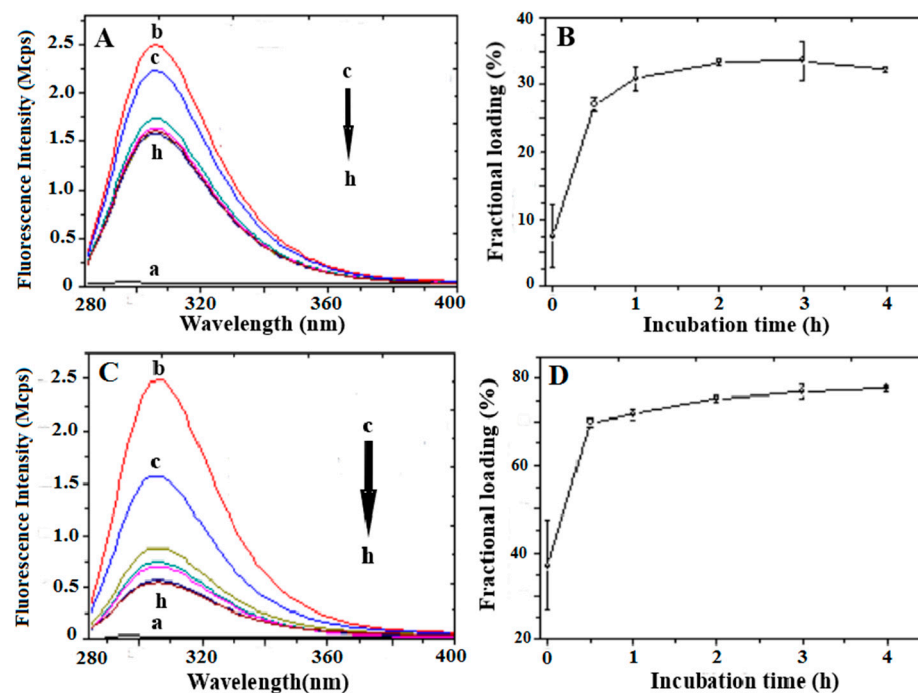 A
b
c
c
h
h
a
2.5
2.0
1.5
1.0
0.5
0
Fluorescence Intensity (Mcps)
280 320 360 400
Wavelength (nm)
B
40
30
20
10
0
Fractional loading (%)
0 1 2 3 4
Incubation time (h)
C
b
c
c
h
h
a
2.5
2.0
1.5
1.0
0.5
0
Fluorescence Intensity (Mcps)
280 320 360 400
Wavelength(nm)
D
80
70
60
50
40
30
20
Fractional loading (%)
0 1 2 3 4
Incubation time (h)